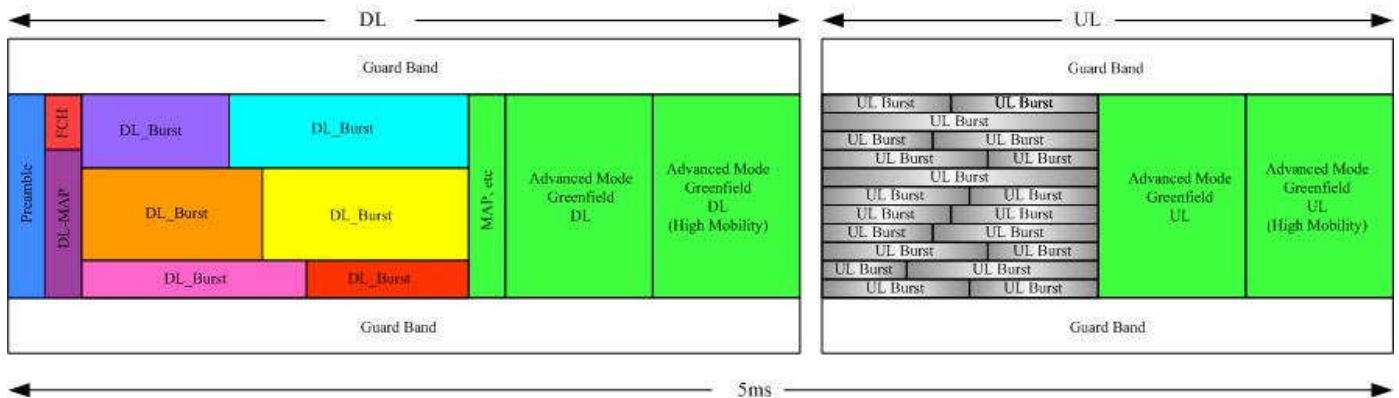 DL
UL
Guard Band
Guard Band
Preamble
FCH
DL-MAP
DL_Burst
DL_Burst
DL_Burst
DL_Burst
DL_Burst
DL_Burst
MAP, etc
Advanced Mode
Greenfield
DL
Advanced Mode
Greenfield
DL
(High Mobility)
UL Burst UL Burst
UL Burst
UL Burst UL Burst
UL Burst UL Burst
UL Burst
UL Burst UL Burst
UL Burst UL Burst
UL Burst UL Burst
UL Burst UL Burst
UL Burst UL Burst
UL Burst UL Burst
Advanced Mode
Greenfield
UL
Advanced Mode
Greenfield
UL
(High Mobility)
Guard Band
Guard Band
5ms